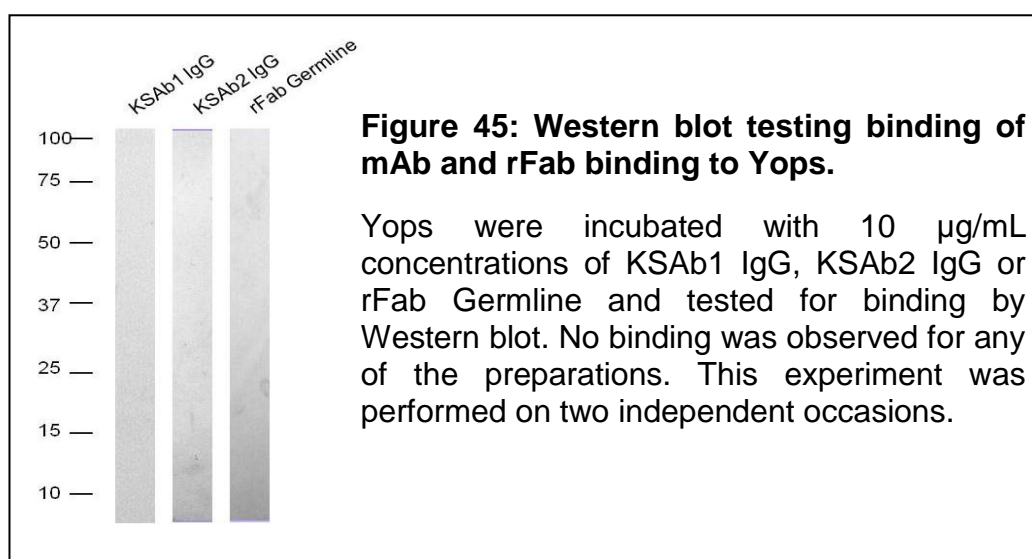 KSAb1 IgG
KSAb2 IgG
rFab Germline
100
75
50
37
25
15
10
Figure 45: Western blot testing binding of
mAb and rFab binding to Yops.
Yops were incubated with 10 µg/mL
concentrations of KSAb1 IgG, KSAb2 IgG or
rFab Germline and tested for binding by
Western blot. No binding was observed for any
of the preparations. This experiment was
performed on two independent occasions.